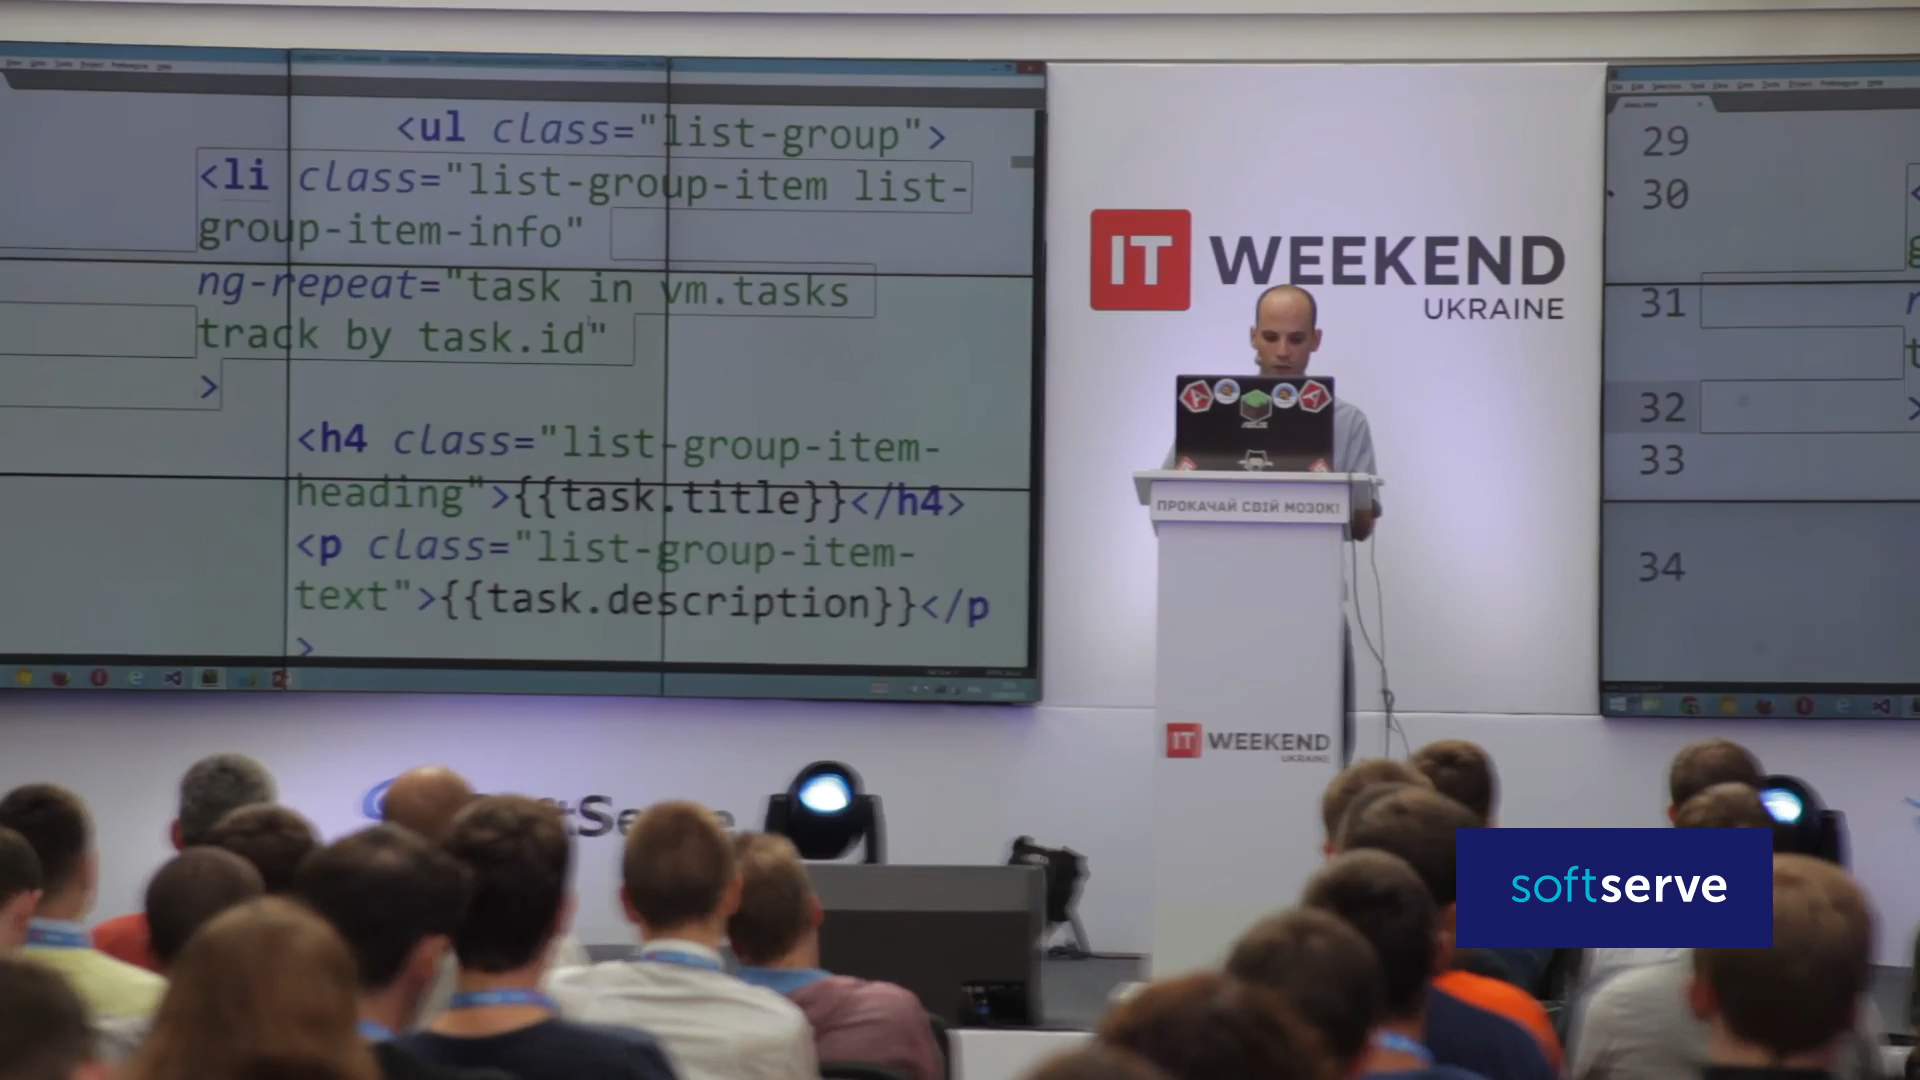 <ul class="list-group">
<li class="list-group-item list-
group-item-info"
ng-repeat="task in vm.tasks
track by task.id"
>
<h4 class="list-group-item-
heading">{{task.title}}</h4>
<p class="list-group-item-
text">{{task.description}}</p
>
IT WEEKEND
UKRAINE
ПРОКАЧАЙ СВІЙ МОЗОК!
IT WEEKEND
UKRAINE
29
30
31
32
33
34
softserve